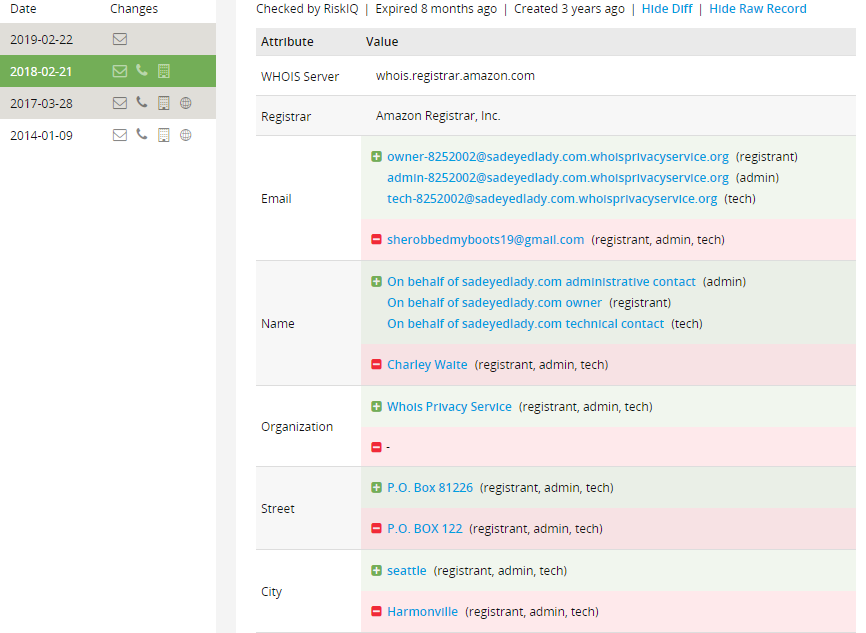 Date Changes
2019-02-22
2018-02-21
2017-03-28
2014-01-09
Checked by RiskIQ | Expired 8 months ago | Created 3 years ago | Hide Diff | Hide Raw Record
Attribute Value
WHOIS Server whois.registrar.amazon.com
Registrar Amazon Registrar, Inc.
Email
owner-8252002@sadeyedlady.com.whoisprivacyservice.org (registrant)
admin-8252002@sadeyedlady.com.whoisprivacyservice.org (admin)
tech-8252002@sadeyedlady.com.whoisprivacyservice.org (tech)
sherobbedmyboots19@gmail.com (registrant, admin, tech)
Name
On behalf of sadeyedlady.com administrative contact (admin)
On behalf of sadeyedlady.com owner (registrant)
On behalf of sadeyedlady.com technical contact (tech)
Charley Waite (registrant, admin, tech)
Organization
Whois Privacy Service (registrant, admin, tech)
-
Street
P.O. Box 81226 (registrant, admin, tech)
P.O. BOX 122 (registrant, admin, tech)
City
seattle (registrant, admin, tech)
Harmonville (registrant, admin, tech)